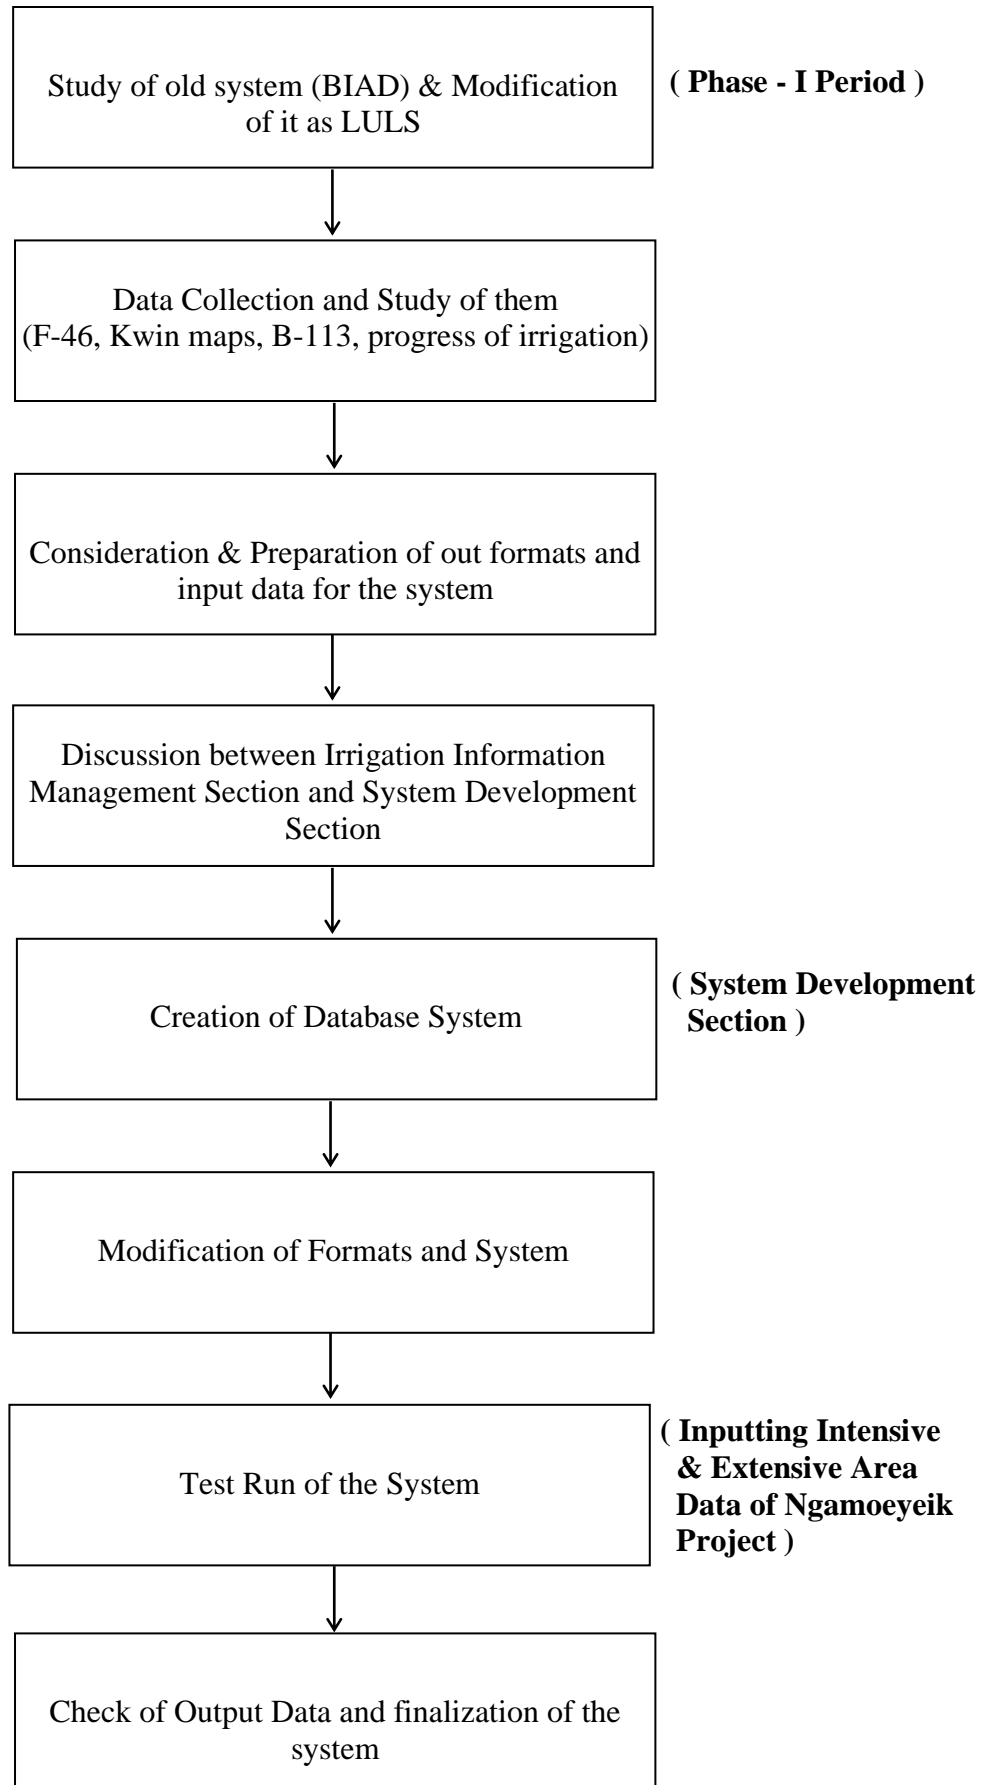 Study of old system (BIAD) & Modification
of it as LULS
( Phase - I Period )
Data Collection and Study of them
(F-46, Kwin maps, B-113, progress of irrigation)
Consideration & Preparation of out formats and
input data for the system
Discussion between Irrigation Information
Management Section and System Development
Section
Creation of Database System
( System Development
Section )
Modification of Formats and System
Test Run of the System
( Inputting Intensive
& Extensive Area
Data of Ngamoeyeik
Project )
Check of Output Data and finalization of the
system